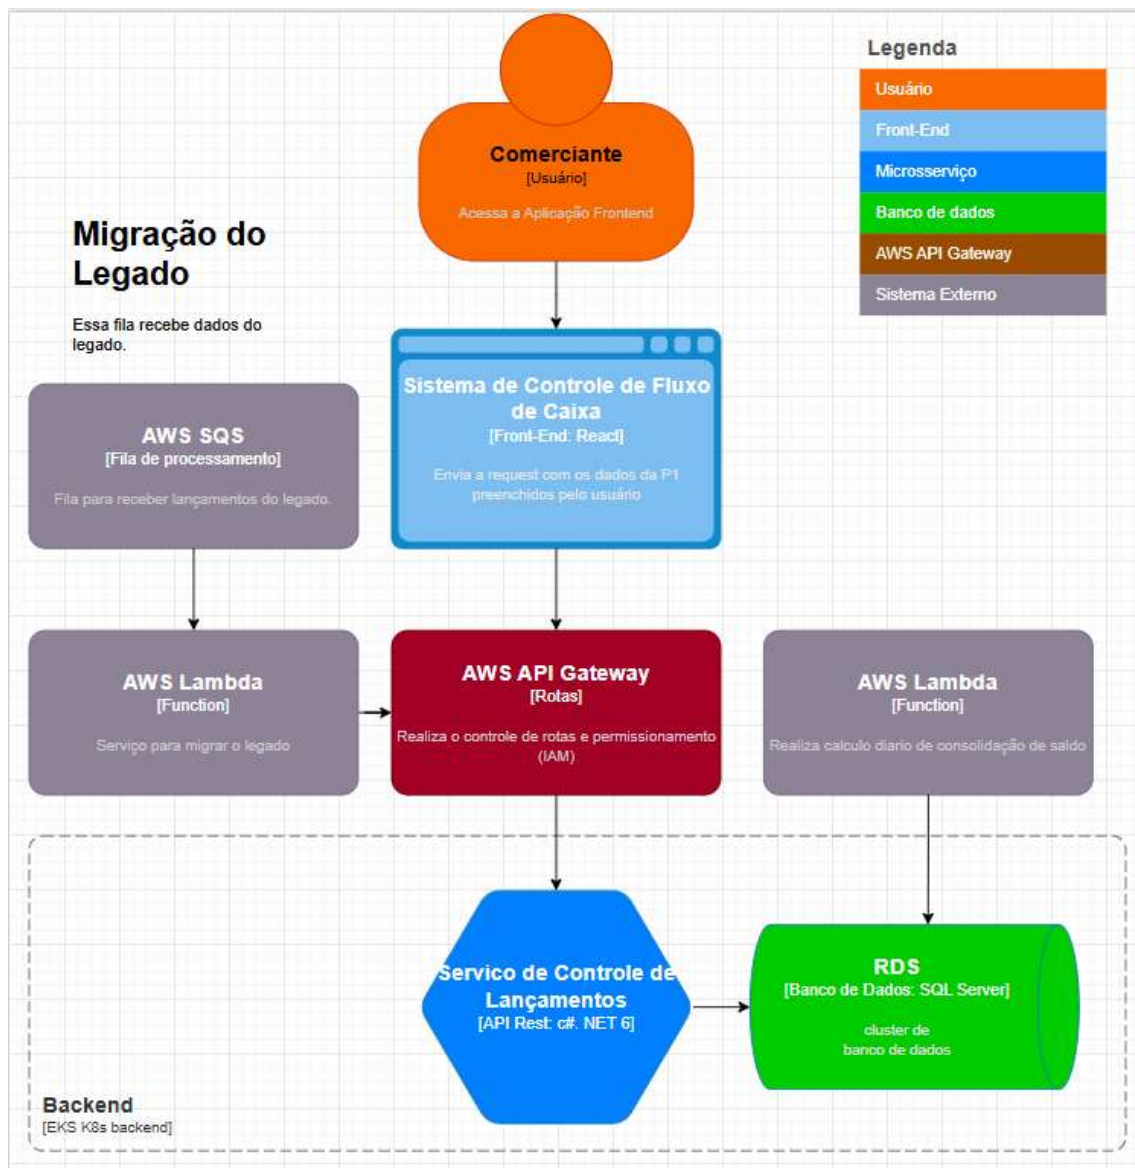 Comerciante
[Usuário]
Acessa a Aplicação Frontend
Legenda
Usuário
Front-End
Microsserviço
Banco de dados
AWS API Gateway
Sistema Externo
Migração do
Legado
Essa fila recebe dados do
legado.
AWS SQS
[Fila de processamento]
Fila para receber lançamentos do legado.
Sistema de Controle de Fluxo
de Caixa
[Front-End: React]
Envia a request com os dados da P1
preenchidos pelo usuário
AWS Lambda
[Function]
Serviço para migrar o legado
AWS API Gateway
[Rotas]
Realiza o controle de rotas e permissionamento
(IAM)
AWS Lambda
[Function]
Realiza calculo diario de consolidação de saldo
Servico de Controle de
Lançamentos
[API Rest: c#. NET 6]
RDS
[Banco de Dados: SQL Server]
cluster de
banco de dados
Backend
[EKS K8s backend]